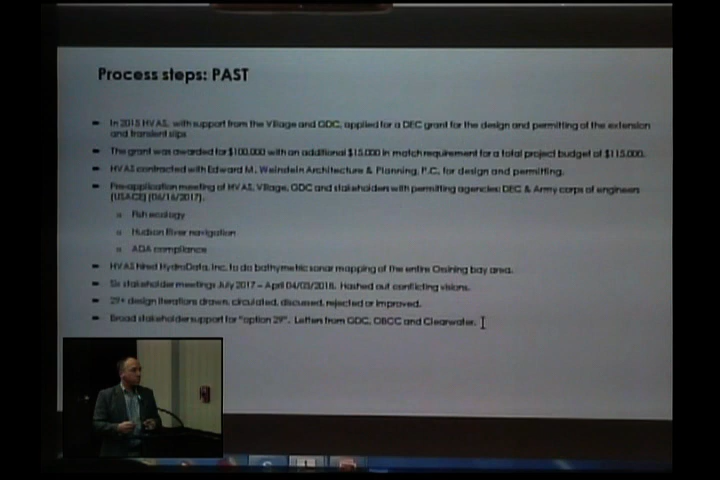 Process steps: PAST
In 2015 HVAS, with support from the Village and GDC, applied for a DEC grant for the design and permitting of the extension
and transient slips
The grant was awarded for $100,000 with an additional $15,000 in match requirement for a total project budget of $115,000.
HVAS contracted with Edward M. Weinstein Architecture & Planning, P.C. for design and permitting.
Pre-application meeting of HVAS, Village, GDC and stakeholders with permitting agencies: DEC & Army corps of engineers
(USACE) (06/16/2017).
Fish ecology
Hudson River navigation
ADA compliance
HVAS hired HydroData, Inc. to do bathymetric sonar mapping of the entire Ossining bay area.
Six stakeholder meetings July 2017 – April 04/03/2018. Hashed out conflicting visions.
29+ design iterations drawn, circulated, discussed, rejected or improved.
Broad stakeholder support for "option 29". Letters from GDC, OBCC and Clearwater.